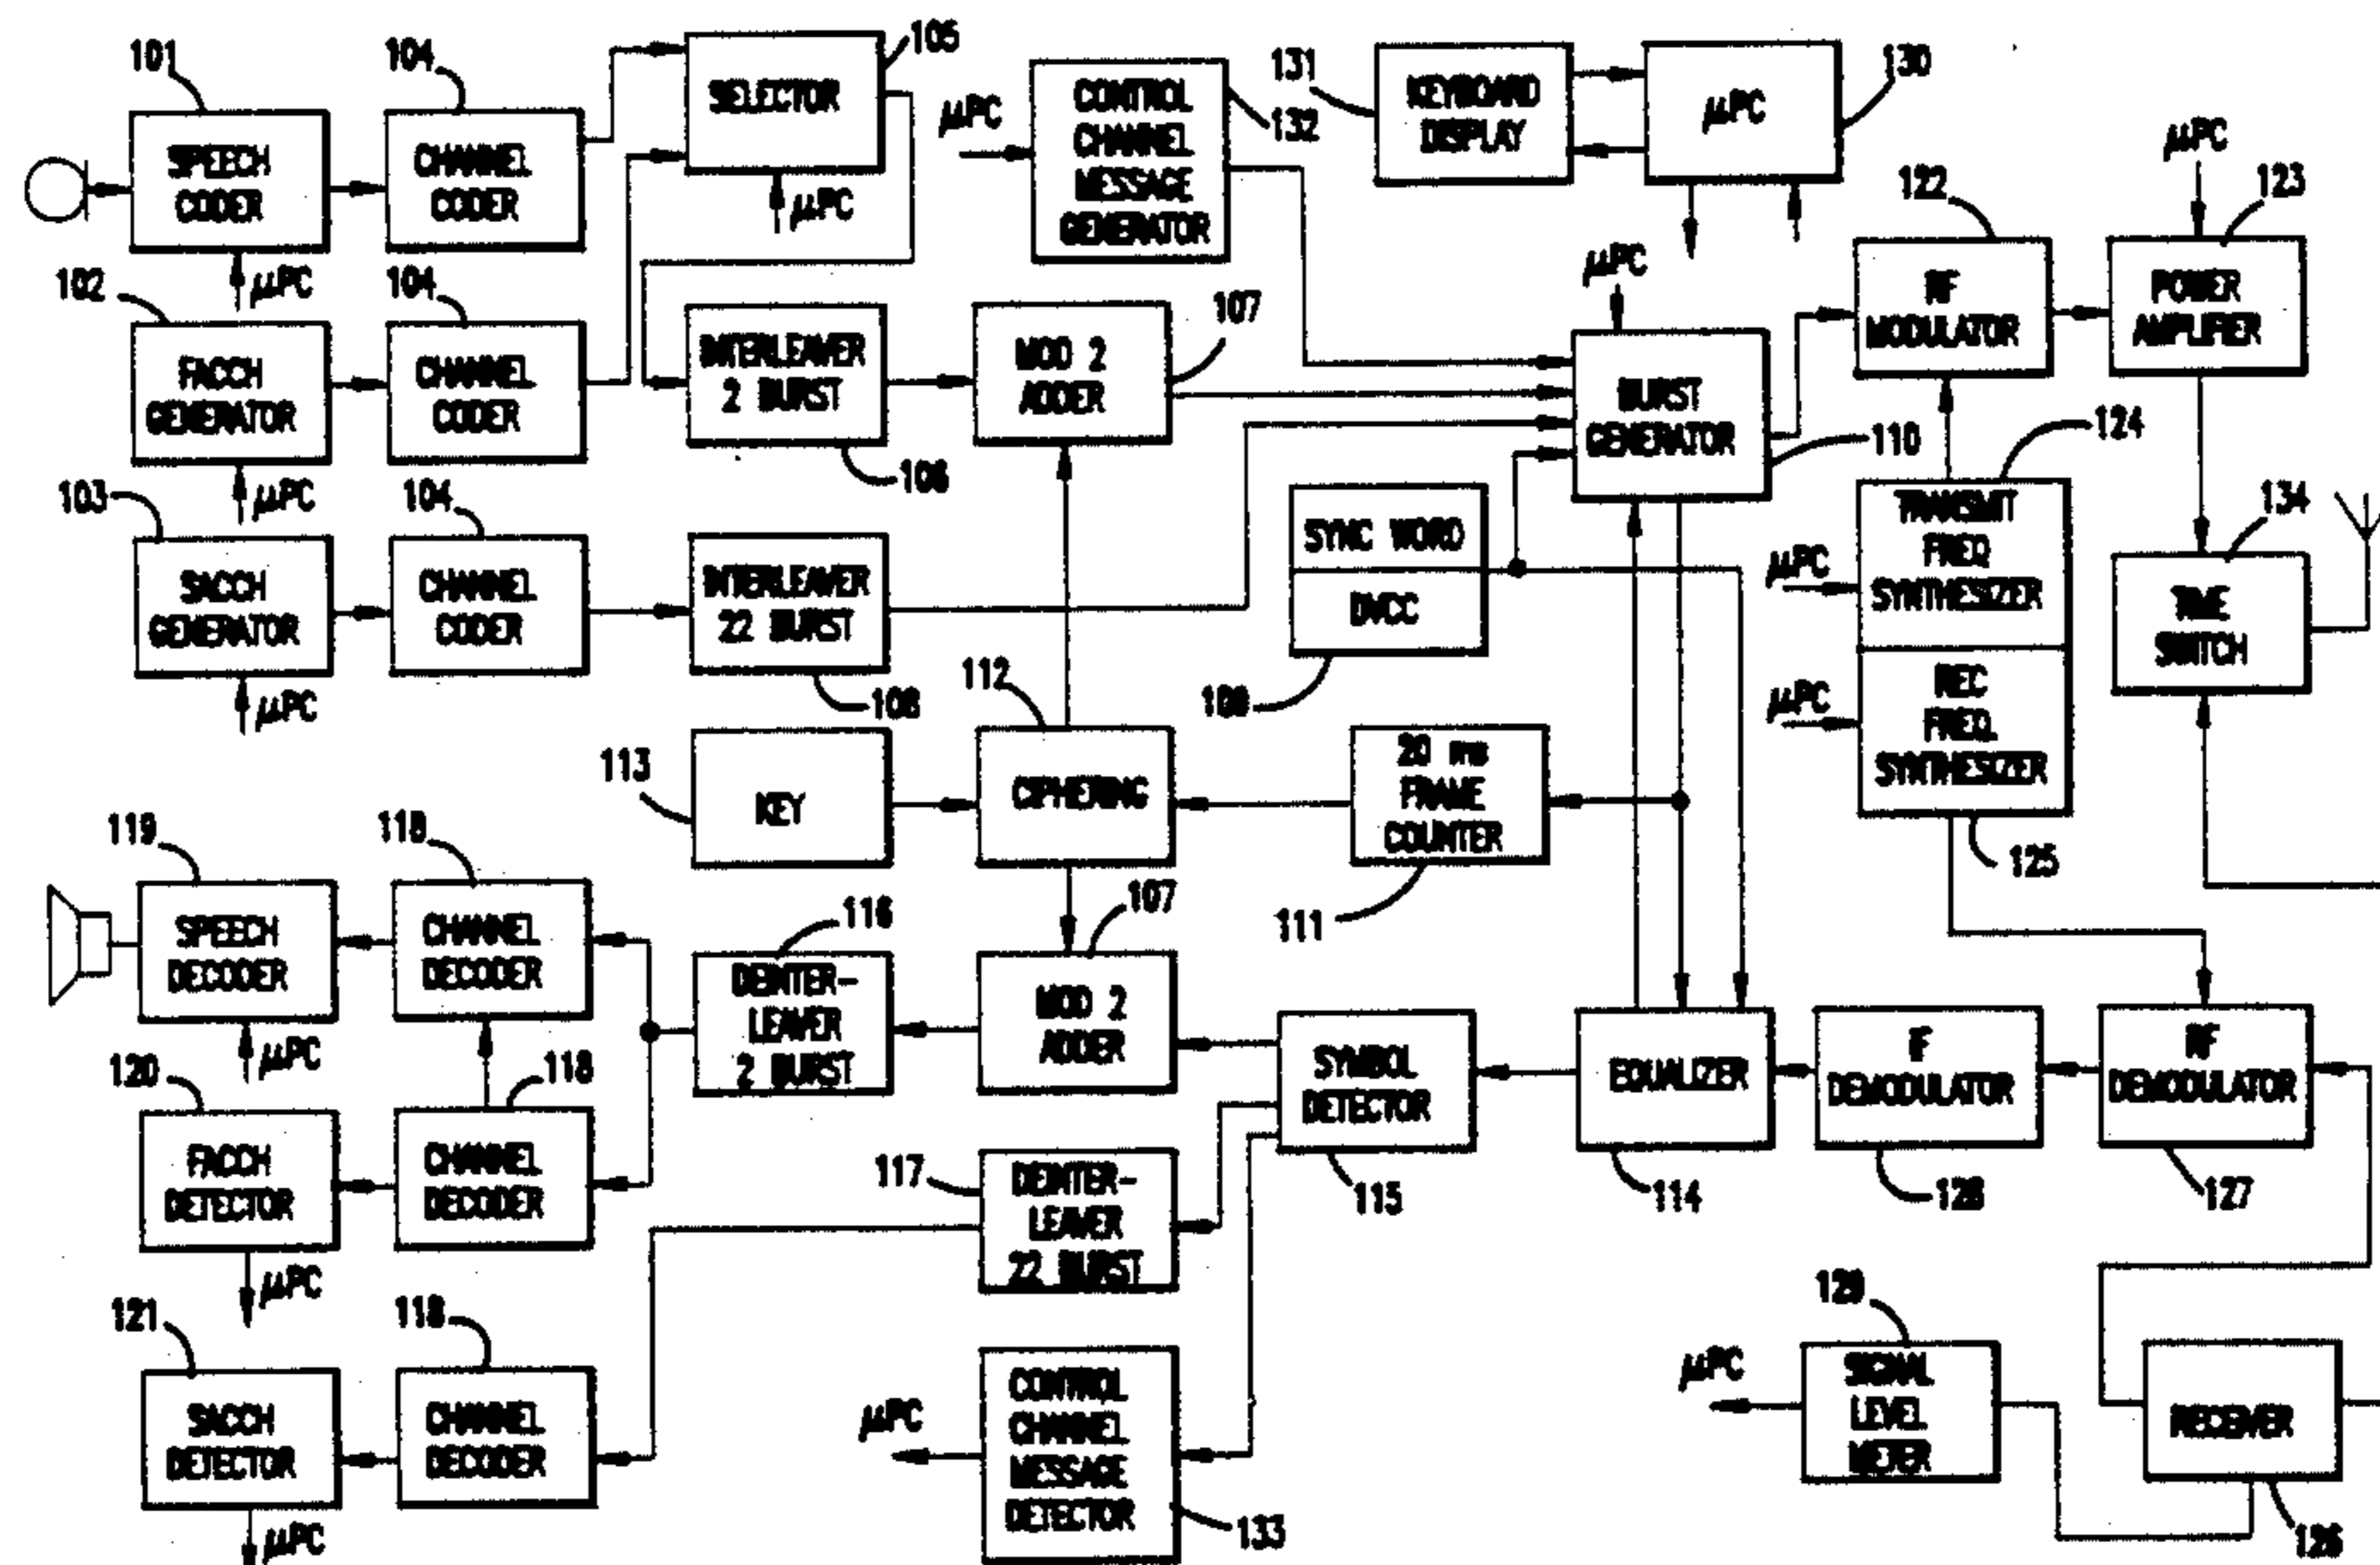 101
104
105
SPEECH
CODER
CHANNEL
CODER
SELECTOR
µPC
CONTROL
CHANNEL
MESSAGE
GENERATOR
132
131
KEYBOARD
DISPLAY
µPC
130
µPC
µPC
µPC
102
FACCH
GENERATOR
104
CHANNEL
CODER
INTERLEAVER
2 BURST
106
MOD 2
ADDER
107
µPC
BURST
GENERATOR
110
122
RF
MODULATOR
123
POWER
AMPLIFIER
µPC
103
SACCH
GENERATOR
µPC
104
CHANNEL
CODER
INTERLEAVER
22 BURST
108
SYNC WORD
DVCC
109
124
TRANSMIT
FREQ
SYNTHESIZER
µPC
REC
FREQ.
SYNTHESIZER
µPC
125
134
TIME
SWITCH
113
KEY
112
CIPHERING
20 ms
FRAME
COUNTER
111
119
SPEECH
DECODER
µPC
118
CHANNEL
DECODER
116
DEINTER-
LEAVER
2 BURST
107
MOD 2
ADDER
SYMBOL
DETECTOR
115
EQUALIZER
114
IF
DEMODULATOR
128
RF
DEMODULATOR
127
120
FACCH
DETECTOR
µPC
118
CHANNEL
DECODER
117
DEINTER-
LEAVER
22 BURST
121
SACCH
DETECTOR
µPC
118
CHANNEL
DECODER
µPC
CONTROL
CHANNEL
MESSAGE
DETECTOR
133
µPC
129
SIGNAL
LEVEL
METER
RECEIVER
126